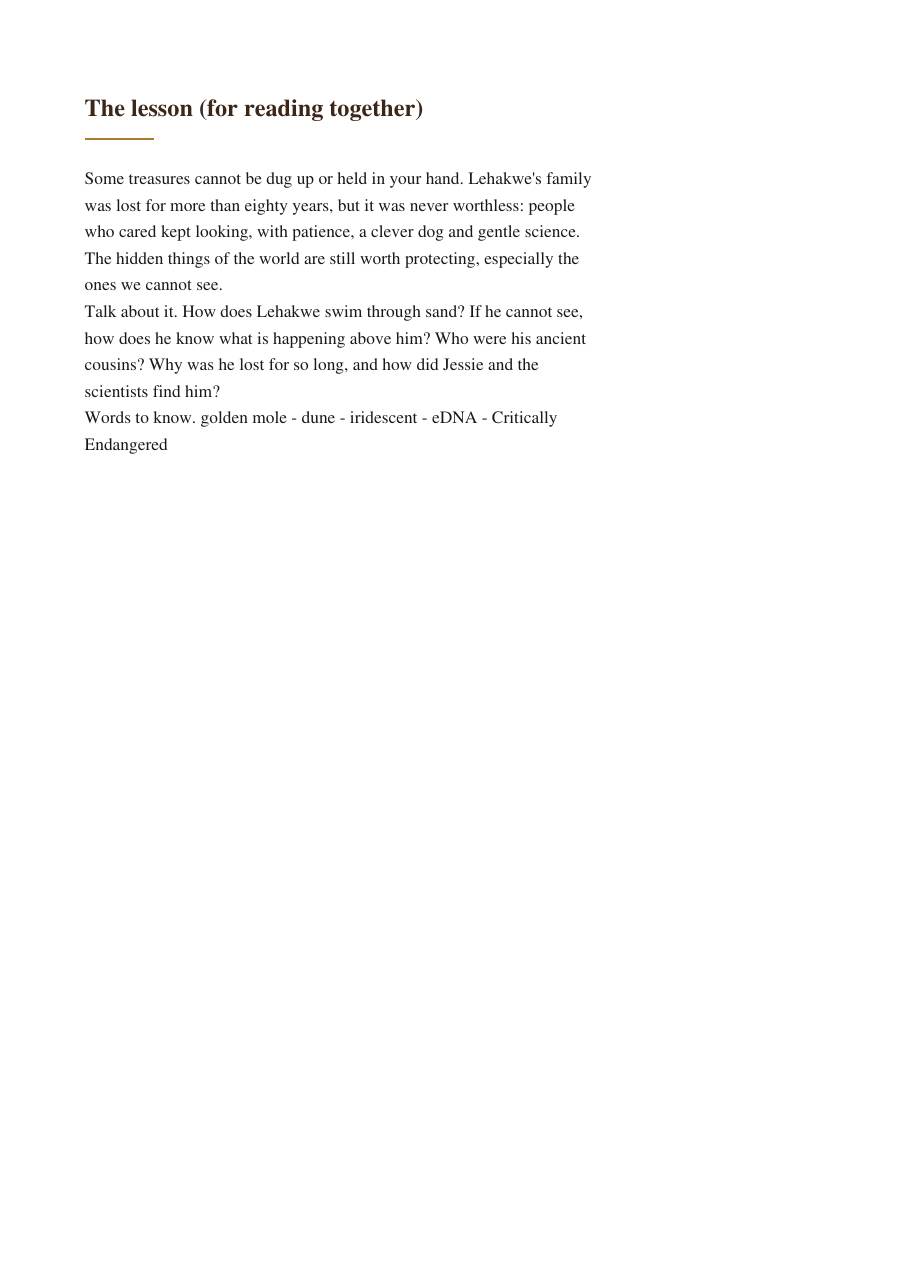 The lesson (for reading together)
Some treasures cannot be dug up or held in your hand. Lehakwe's family
was lost for more than eighty years, but it was never worthless: people
who cared kept looking, with patience, a clever dog and gentle science.
The hidden things of the world are still worth protecting, especially the
ones we cannot see.
Talk about it. How does Lehakwe swim through sand? If he cannot see,
how does he know what is happening above him? Who were his ancient
cousins? Why was he lost for so long, and how did Jessie and the
scientists find him?
Words to know. golden mole - dune - iridescent - eDNA - Critically
Endangered